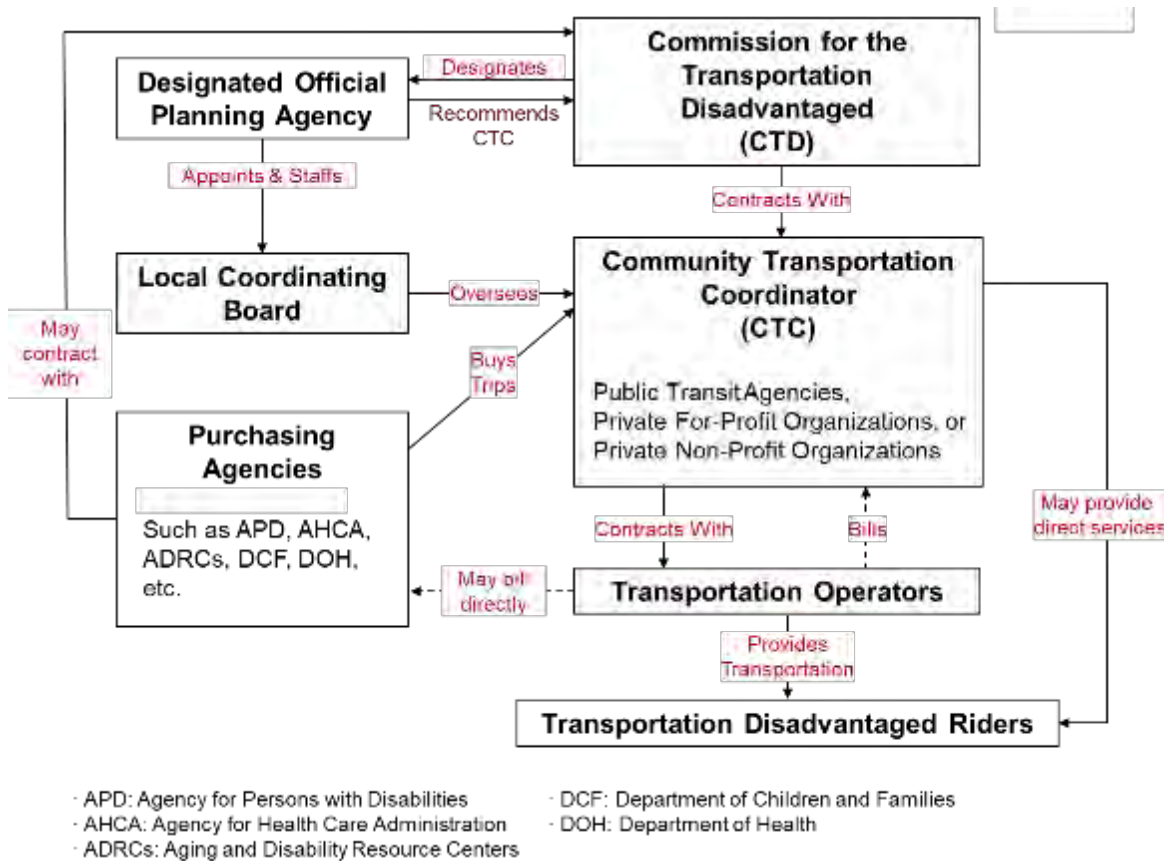 Commission for the
Transportation
Disadvantaged
(CTD)
Designates
Designated Official
Planning Agency
Recommends
CTC
Appoints & Staffs
Contracts With
Local Coordinating
Board
Oversees
Community Transportation
Coordinator
(CTC)
Public Transit Agencies,
Private For-Profit Organizations, or
Private Non-Profit Organizations
May
contract
with
Buys
Trips
Purchasing
Agencies
Such as APD, AHCA,
ADRCs, DCF, DOH,
etc.
Contracts With
Bills
May provide
direct services
May bill
directly
Transportation Operators
Provides
Transportation
Transportation Disadvantaged Riders
· APD: Agency for Persons with Disabilities
· AHCA: Agency for Health Care Administration
· ADRCs: Aging and Disability Resource Centers
· DCF: Department of Children and Families
· DOH: Department of Health